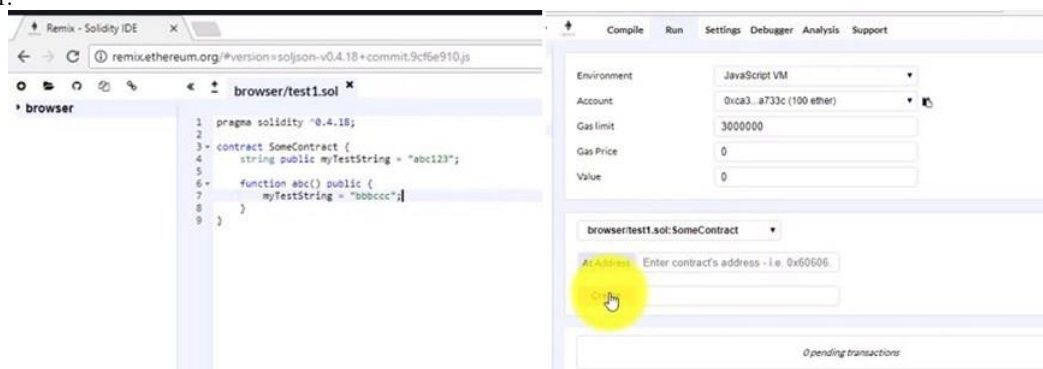 Remix - Solidity IDE
remix.ethereum.org/#version=soljson-v0.4.18+commit.9cf6e910.js
browser/test1.sol
browser
1 pragma solidity ^0.4.18;
2
3 contract SomeContract {
4 string public myTestString = "abc123";
5
6 function abc() public {
7 myTestString = "bbbccc";
8 }
9 }
Compile Run Settings Debugger Analysis Support
Environment JavaScript VM
Account 0xca3...a733c (100 ether)
Gas limit 3000000
Gas Price 0
Value 0
browser/test1.sol:SomeContract
At Address Enter contract's address - i.e. 0x60606.
0 pending transactions